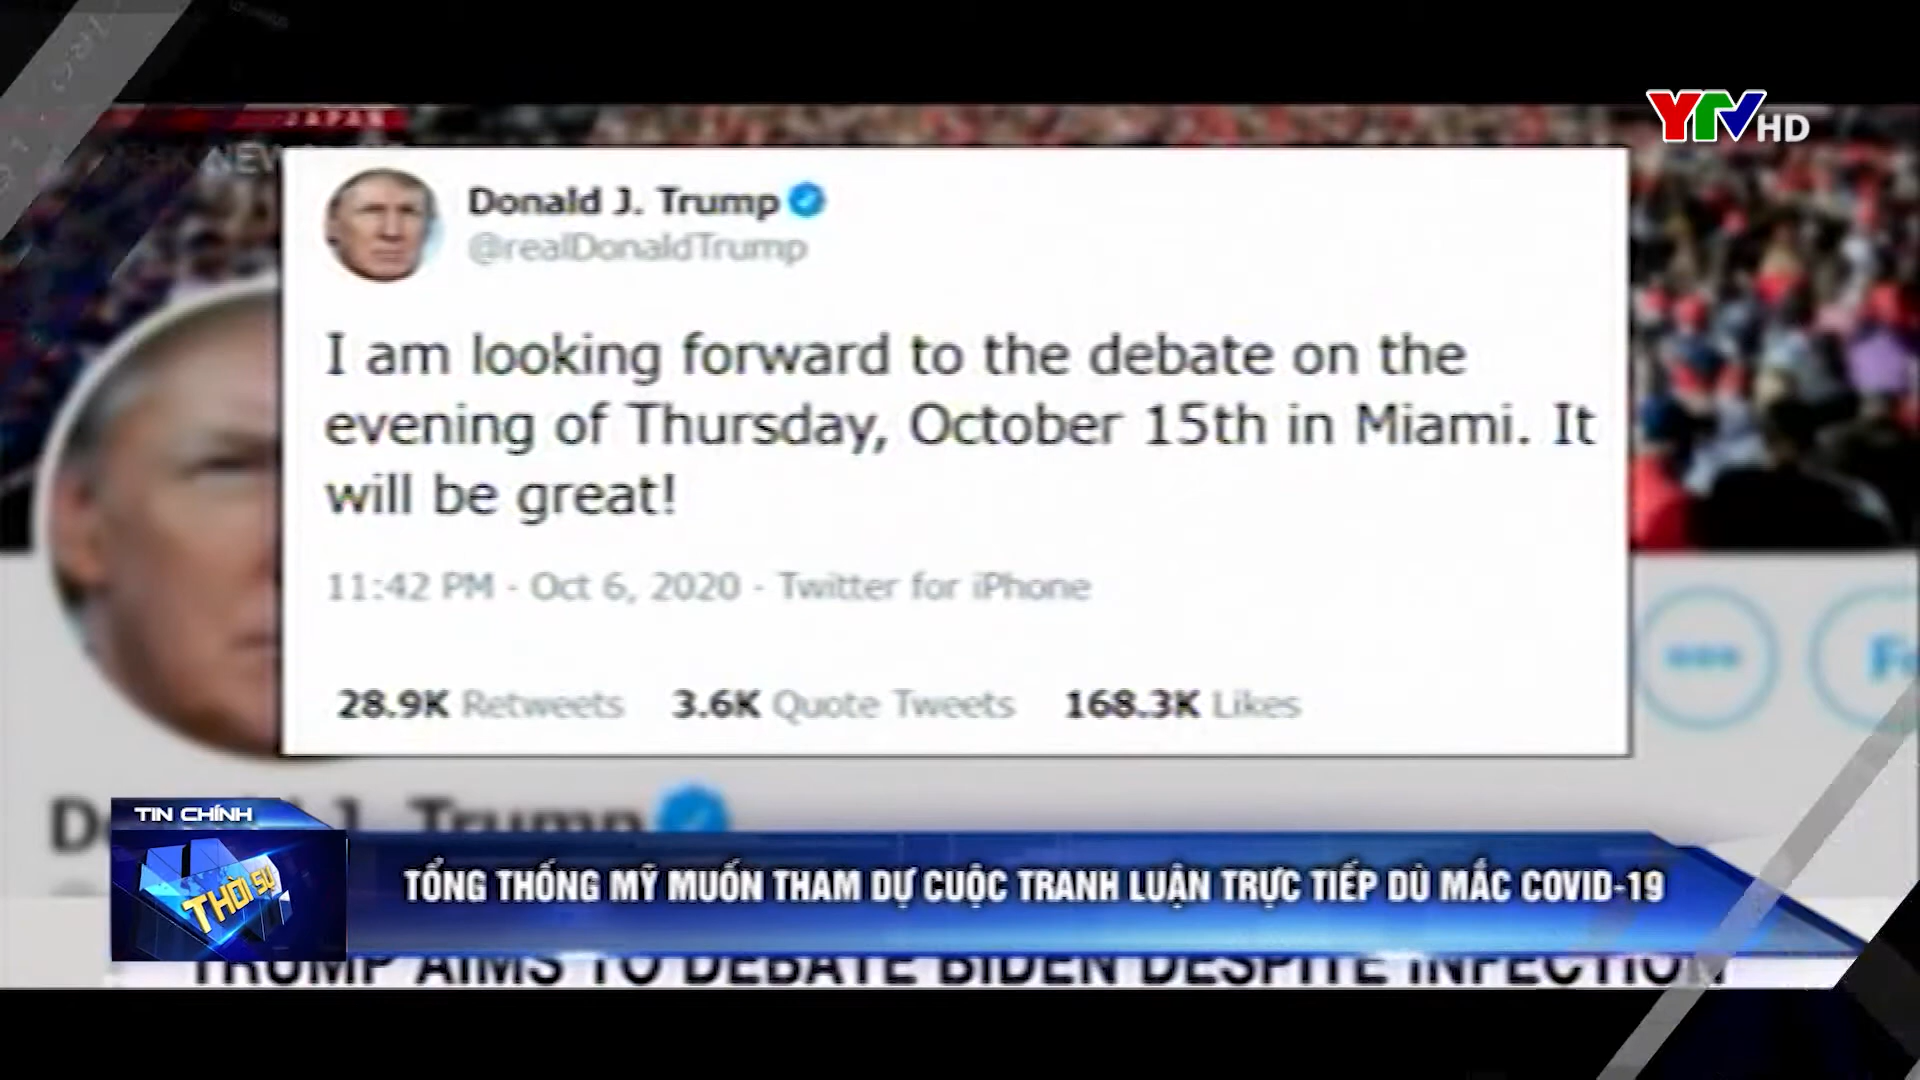 YTV HD
JAPAN
Donald J. Trump
@realDonaldTrump
I am looking forward to the debate on the
evening of Thursday, October 15th in Miami. It
will be great!
11:42 PM · Oct 6, 2020 · Twitter for iPhone
28.9K Retweets 3.6K Quote Tweets 168.3K Likes
TIN CHÍNH
THỜI SỰ
TỔNG THỐNG MỸ MUỐN THAM DỰ CUỘC TRANH LUẬN TRỰC TIẾP DÙ MẮC COVID-19
TRUMP AIMS TO DEBATE BIDEN DESPITE INFECTION